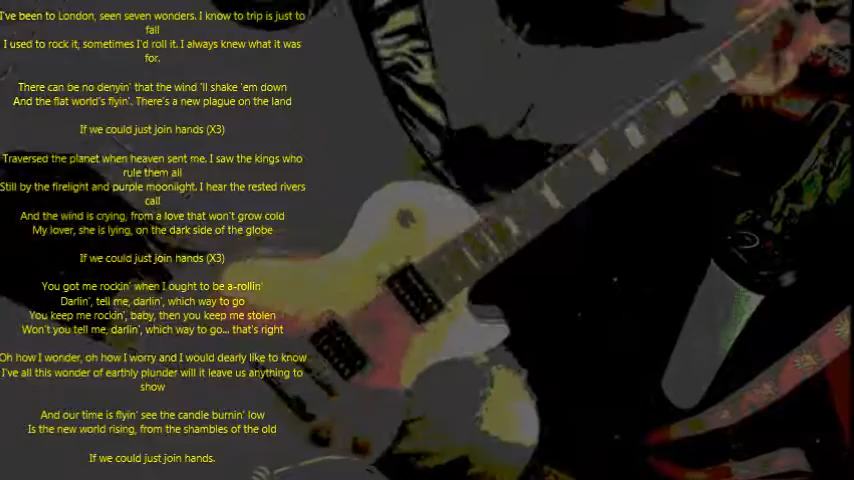 I've been to London, seen seven wonders. I know to trip is just to
fall
I used to rock it, sometimes I'd roll it. I always knew what it was
for.
There can be no denyin' that the wind 'll shake 'em down
And the flat world's flyin'. There's a new plague on the land
If we could just join hands (X3)
Traversed the planet when heaven sent me. I saw the kings who
rule them all
Still by the firelight and purple moonlight. I hear the rested rivers
call
And the wind is crying, from a love that won't grow cold
My lover, she is lying, on the dark side of the globe
If we could just join hands (X3)
You got me rockin' when I ought to be a-rollin'
Darlin', tell me, darlin', which way to go
You keep me rockin', baby, then you keep me stolen
Won't you tell me, darlin', which way to go... that's right
Oh how I wonder, oh how I worry and I would dearly like to know
I've all this wonder of earthly plunder will it leave us anything to
show
And our time is flyin' see the candle burnin' low
Is the new world rising, from the shambles of the old
If we could just join hands.